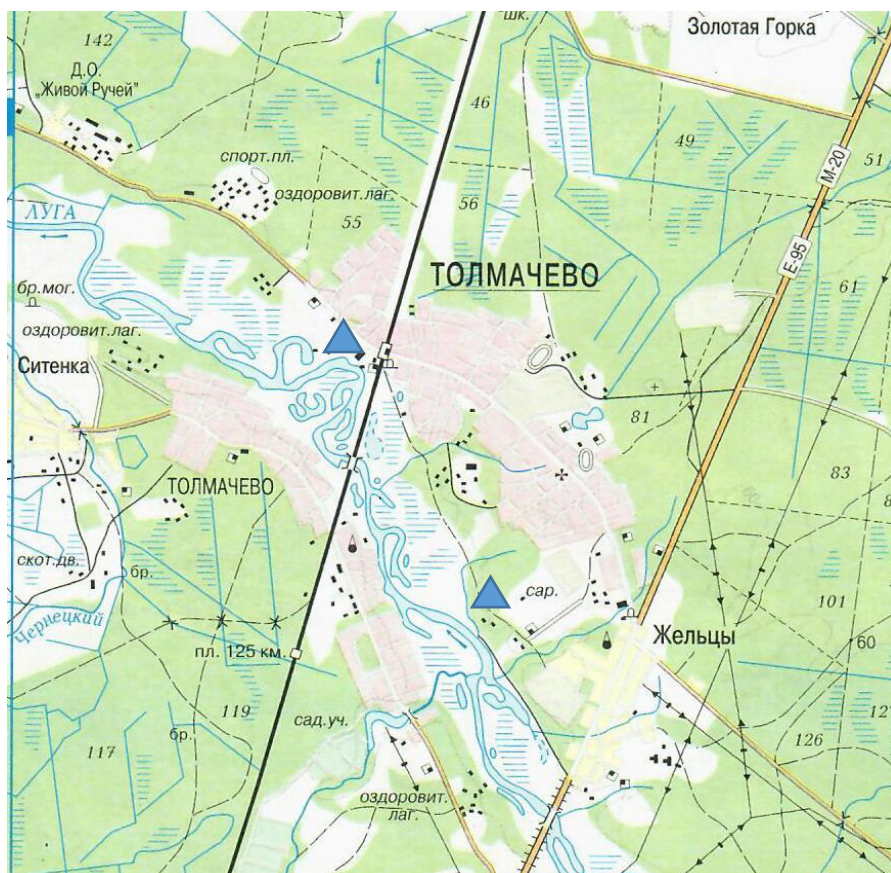 шк.
Золотая Горка
142
Д.О.
„Живой Ручей"
46
49
51
М-20
спорт.пл.
оздоровит.лаг.
ЛУГА
55
56
Е-95
ТОЛМАЧЕВО
61
бр.мог.
оздоровит.лаг.
Ситенка
81
83
ТОЛМАЧЕВО
скот.дв.
бр.
сар.
101
Чернецкий
Жельцы
60
пл. 125 км.
119
сад.уч.
бр.
117
126
127
оздоровит.
лаг.